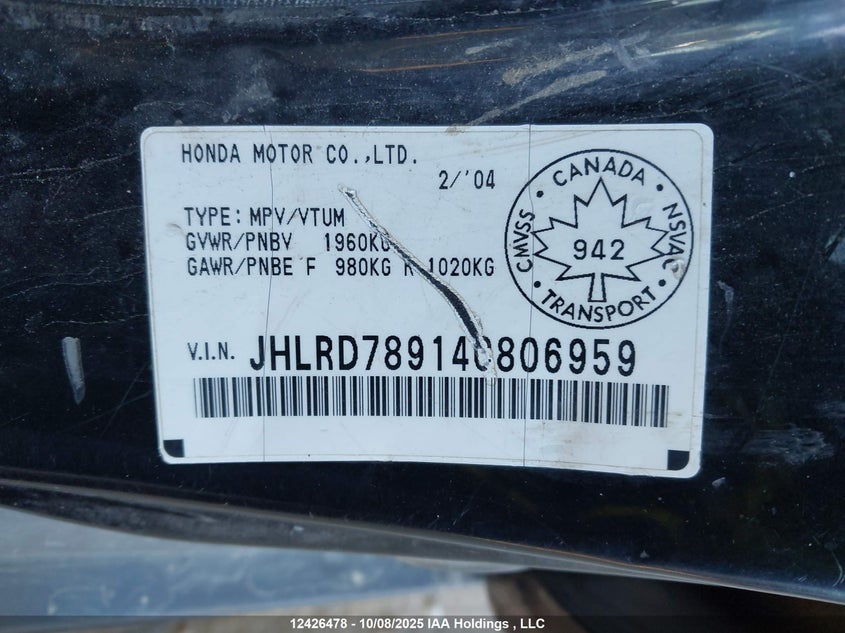 HONDA MOTOR CO.,LTD.
2/'04
TYPE: MPV/VTUM
GVWR/PNBV 1960KG
GAWR/PNBE F 980KG R 1020KG
V.I.N. JHLRD78914C806959
CANADA
CMVSS
NSVAC
942
TRANSPORT
12426478 - 10/08/2025 IAA Holdings , LLC